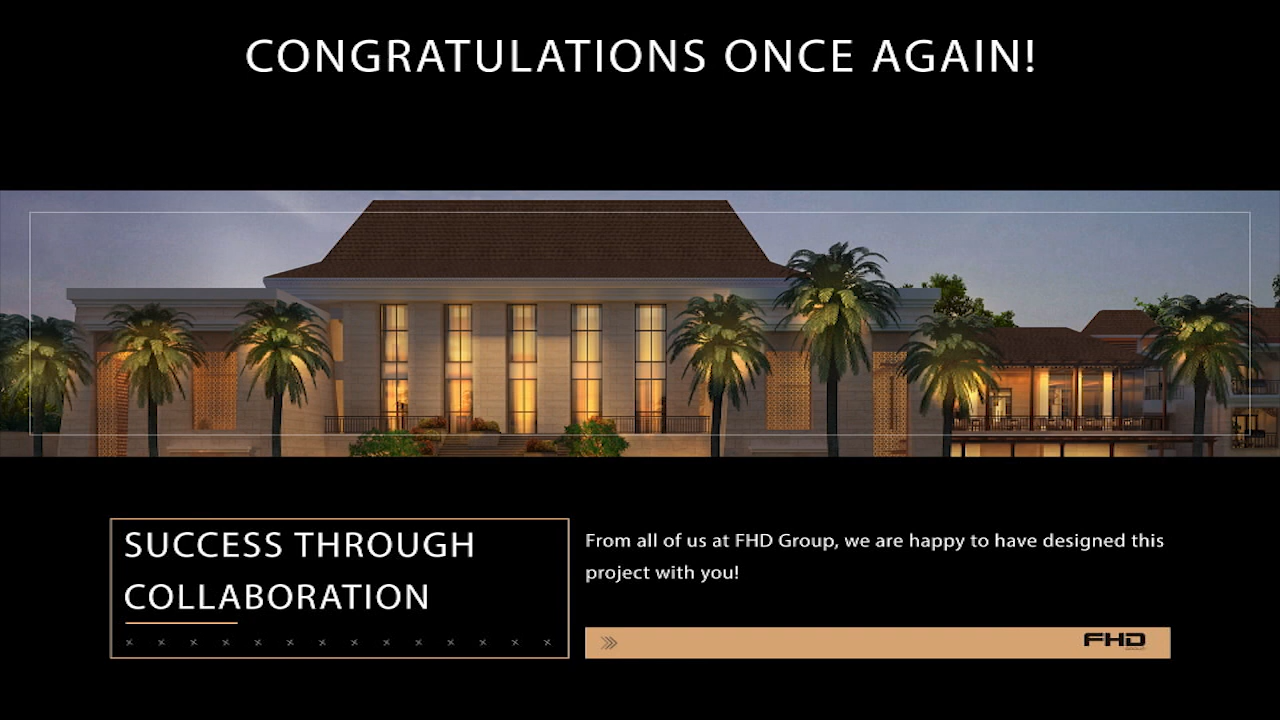 CONGRATULATIONS ONCE AGAIN!
SUCCESS THROUGH
COLLABORATION
From all of us at FHD Group, we are happy to have designed this
project with you!
FHD
GROUP